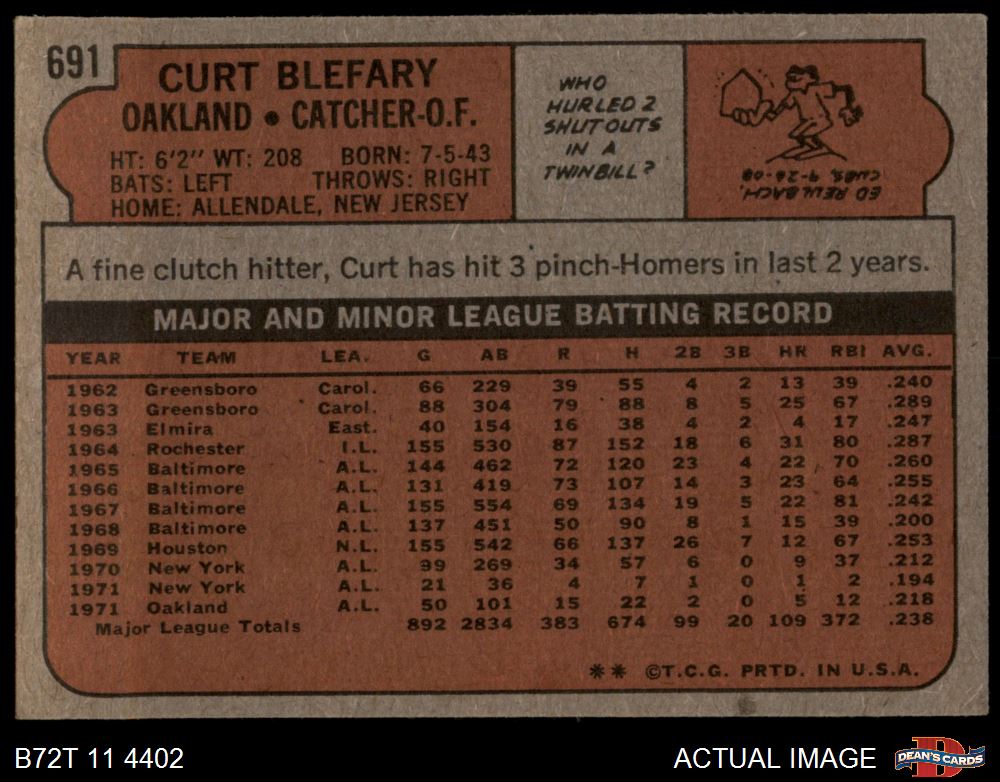 691
CURT BLEFARY
OAKLAND • CATCHER-O.F.
HT: 6'2" WT: 208 BORN: 7-5-43
BATS: LEFT THROWS: RIGHT
HOME: ALLENDALE, NEW JERSEY
WHO
HURLED 2
SHUTOUTS
IN A
TWINBILL?
ED REULBACH,
CUBS, 9-26-08
A fine clutch hitter, Curt has hit 3 pinch-Homers in last 2 years.
MAJOR AND MINOR LEAGUE BATTING RECORD
YEAR TEAM LEA. G AB R H 2B 3B HR RBI AVG.
1962 Greensboro Carol. 66 229 39 55 4 2 13 39 .240
1963 Greensboro Carol. 88 304 79 88 8 5 25 67 .289
1963 Elmira East. 40 154 16 38 4 2 4 17 .247
1964 Rochester I.L. 155 530 87 152 18 6 31 80 .287
1965 Baltimore A.L. 144 462 72 120 23 4 22 70 .260
1966 Baltimore A.L. 131 419 73 107 14 3 23 64 .255
1967 Baltimore A.L. 155 554 69 134 19 5 22 81 .242
1968 Baltimore A.L. 137 451 50 90 8 1 15 39 .200
1969 Houston N.L. 155 542 66 137 26 7 12 67 .253
1970 New York A.L. 99 269 34 57 6 0 9 37 .212
1971 New York A.L. 21 36 4 7 1 0 1 2 .194
1971 Oakland A.L. 50 101 15 22 2 0 5 12 .218
Major League Totals 892 2834 383 674 99 20 109 372 .238
** ©T.C.G. PRTD. IN U.S.A.
B72T 11 4402
ACTUAL IMAGE
D
DEAN'S CARDS